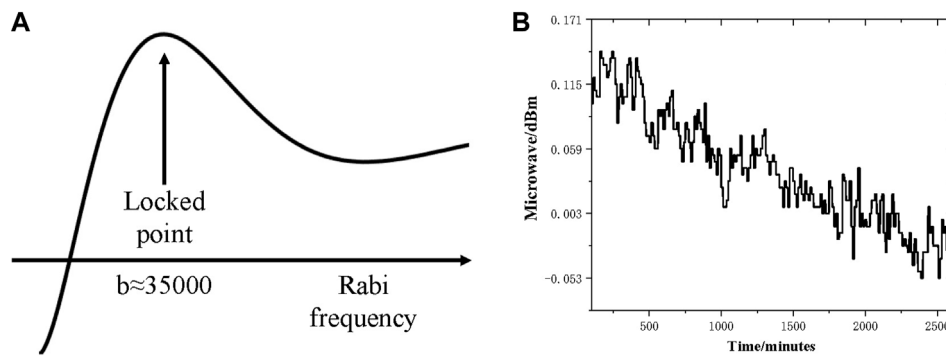 A
Locked
point
b≈35000
Rabi
frequency
B
Microwave/dBm
0.171
0.115
0.059
0.003
-0.053
500
1000
1500
2000
2500
Time/minutes